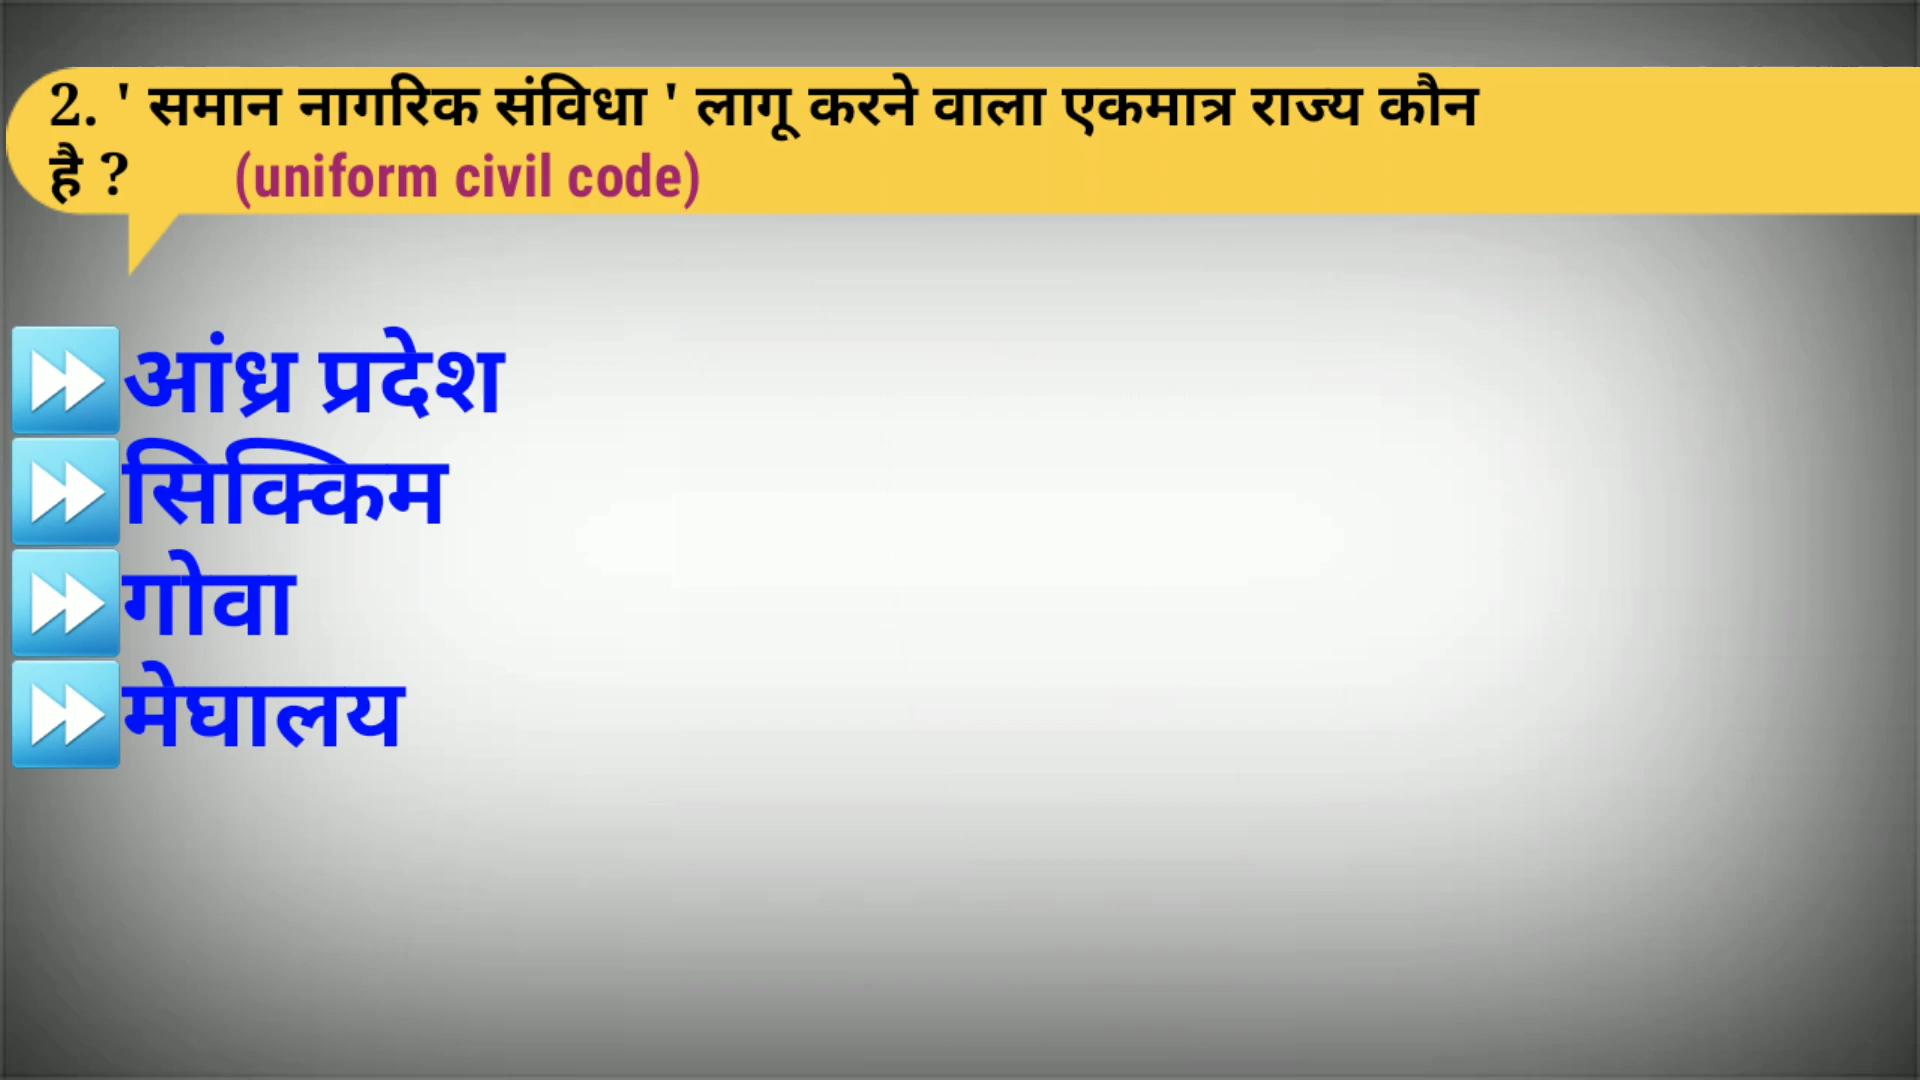 2. ' समान नागरिक संविधा ' लागू करने वाला एकमात्र राज्य कौन
है ? (uniform civil code)
⏩आंध्र प्रदेश
⏩सिक्किम
⏩गोवा
⏩मेघालय